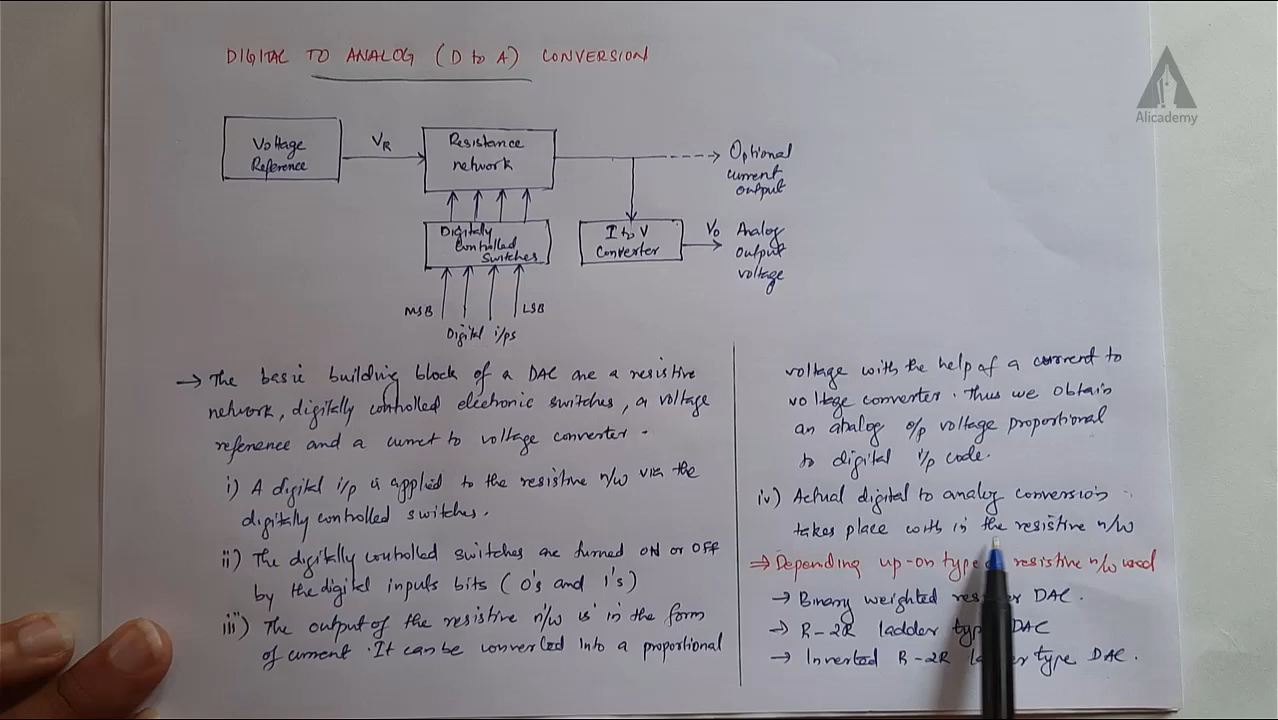 DIGITAL TO ANALOG (D to A) CONVERSION
Alicademy
Voltage
Reference
VR
Resistance
network
Optional
current
output
Digitally
Controlled
Switches
I to V
Converter
Vo
Analog
output
voltage
MSB
LSB
Digital i/ps
→ The basic building block of a DAC are a resistive
network, digitally controlled electronic switches, a voltage
reference and a curret to voltage converter.
i) A digital i/p is applied to the resistive n/w via the
digitally controlled switches.
ii) The digitally controlled switches are turned ON or OFF
by the digital inputs bits (0's and 1's)
iii) The output of the resistive n/w is in the form
of current. It can be converted into a proportional
voltage with the help of a current to
voltage converter. Thus we obtain
an analog o/p voltage proportional
to digital i/p code.
iv) Actual digital to analog conversion
takes place with in the resistive n/w
⇒ Depending up-on type resistive n/w used
→ Binary weighted DAC.
→ R-2R ladder DAC
→ Inverted R-2R type DAC.